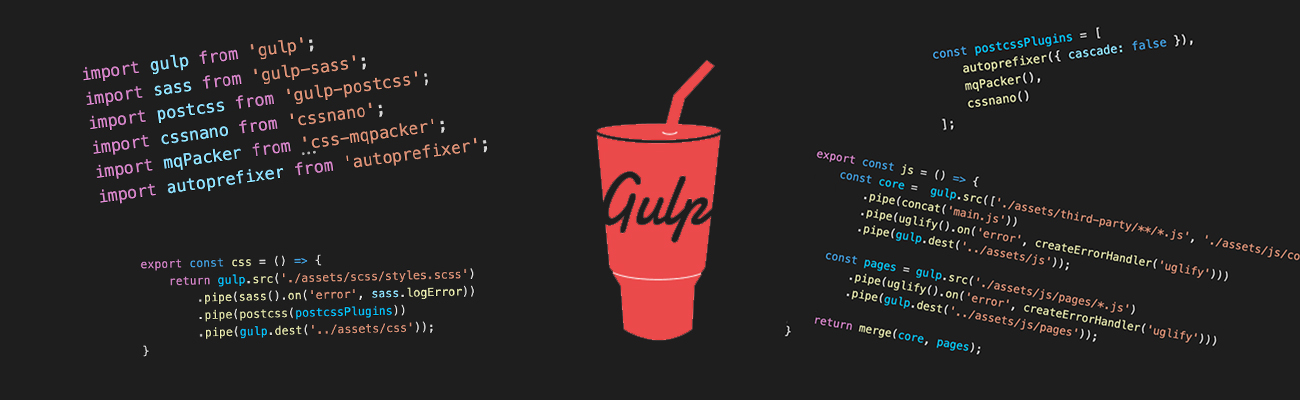 import gulp from 'gulp';
import sass from 'gulp-sass';
import postcss from 'gulp-postcss';
import cssnano from 'cssnano';
import mqPacker from 'css-mqpacker';
import autoprefixer from 'autoprefixer';
export const css = () => {
return gulp.src('./assets/scss/styles.scss')
.pipe(sass().on('error', sass.logError))
.pipe(postcss(postcssPlugins))
.pipe(gulp.dest('../assets/css'));
}
Gulp
const postcssPlugins = [
autoprefixer({ cascade: false }),
mqPacker(),
cssnano()
];
export const js = () => {
const core = gulp.src(['./assets/third-party/**/*.js', './assets/js/co
.pipe(concat('main.js'))
.pipe(uglify().on('error', createErrorHandler('uglify')))
.pipe(gulp.dest('../assets/js'));
const pages = gulp.src('./assets/js/pages/*.js')
.pipe(uglify().on('error', createErrorHandler('uglify')))
.pipe(gulp.dest('../assets/js/pages'));
return merge(core, pages);
}